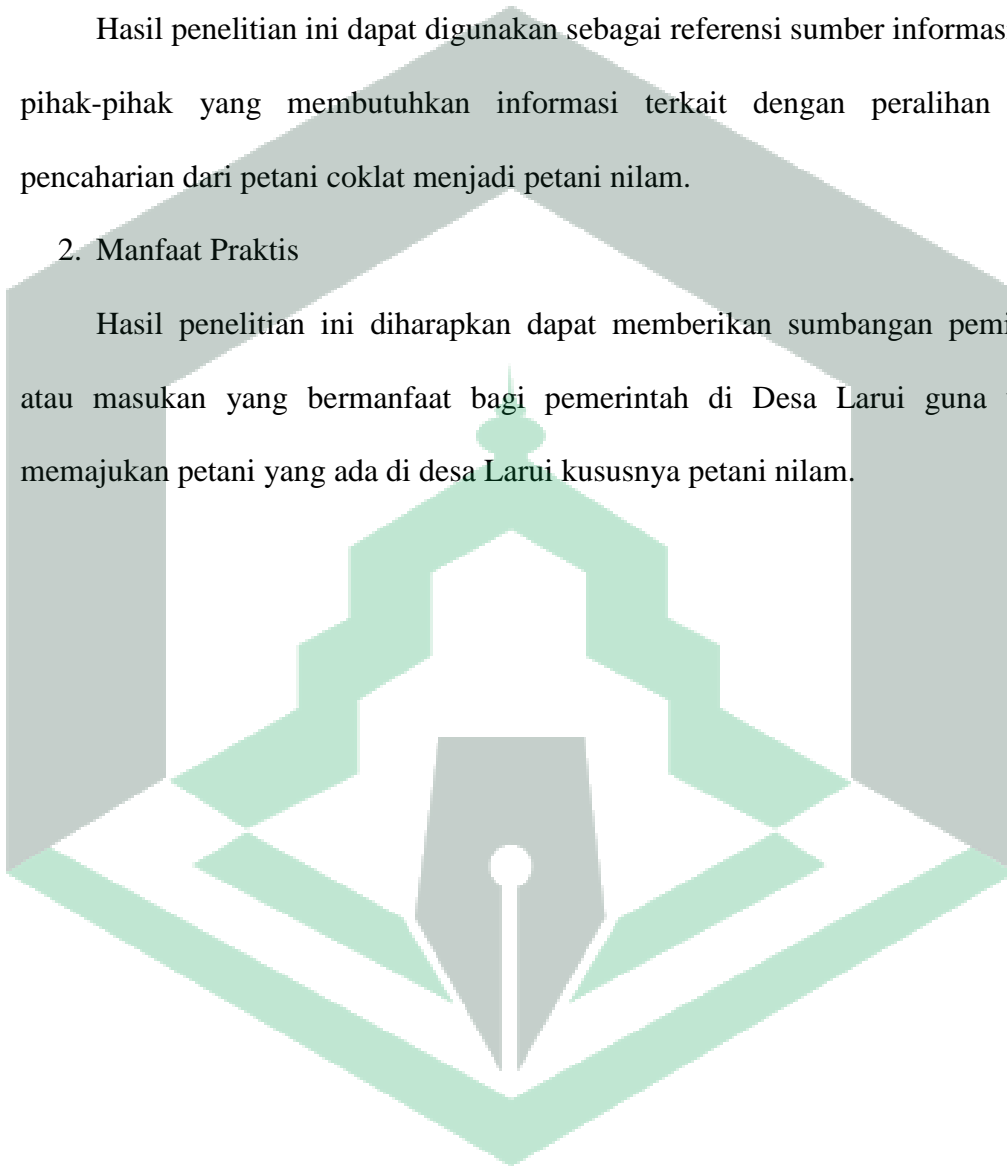 Hasil penelitian ini dapat digunakan sebagai referensi sumber informas
pihak-pihak yang membutuhkan informasi terkait dengan peralihan
pencaharian dari petani coklat menjadi petani nilam.
2. Manfaat Praktis
Hasil penelitian ini diharapkan dapat memberikan sumbangan pemi
atau masukan yang bermanfaat bagi pemerintah di Desa Larui guna
memajukan petani yang ada di desa Larui kususnya petani nilam.